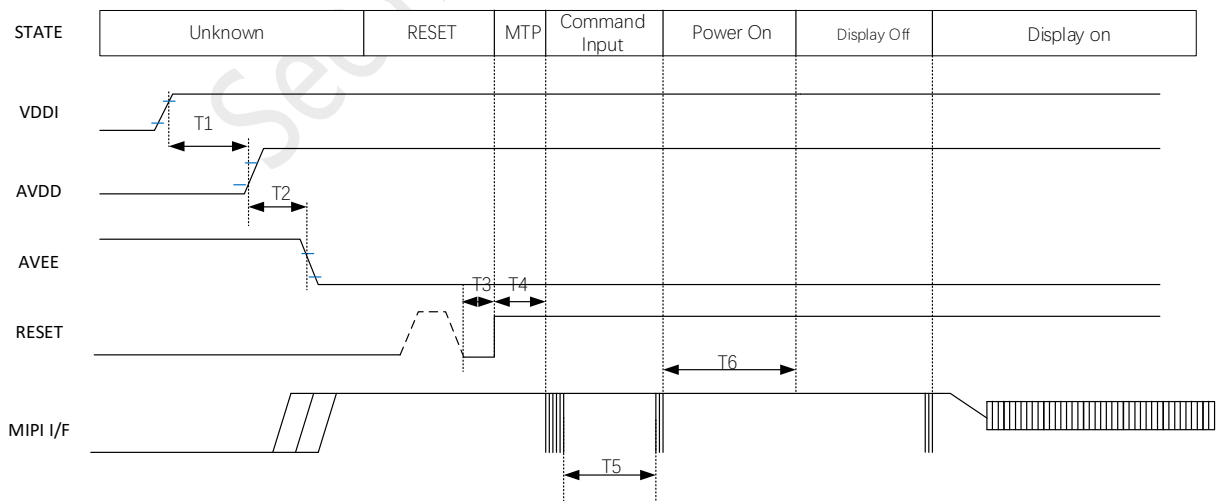 STATE
Unknown
RESET
MTP
Command
Input
Power On
Display Off
Display on
VDDI
T1
AVDD
T2
AVEE
T3
T4
RESET
T6
MIPI I/F
T5